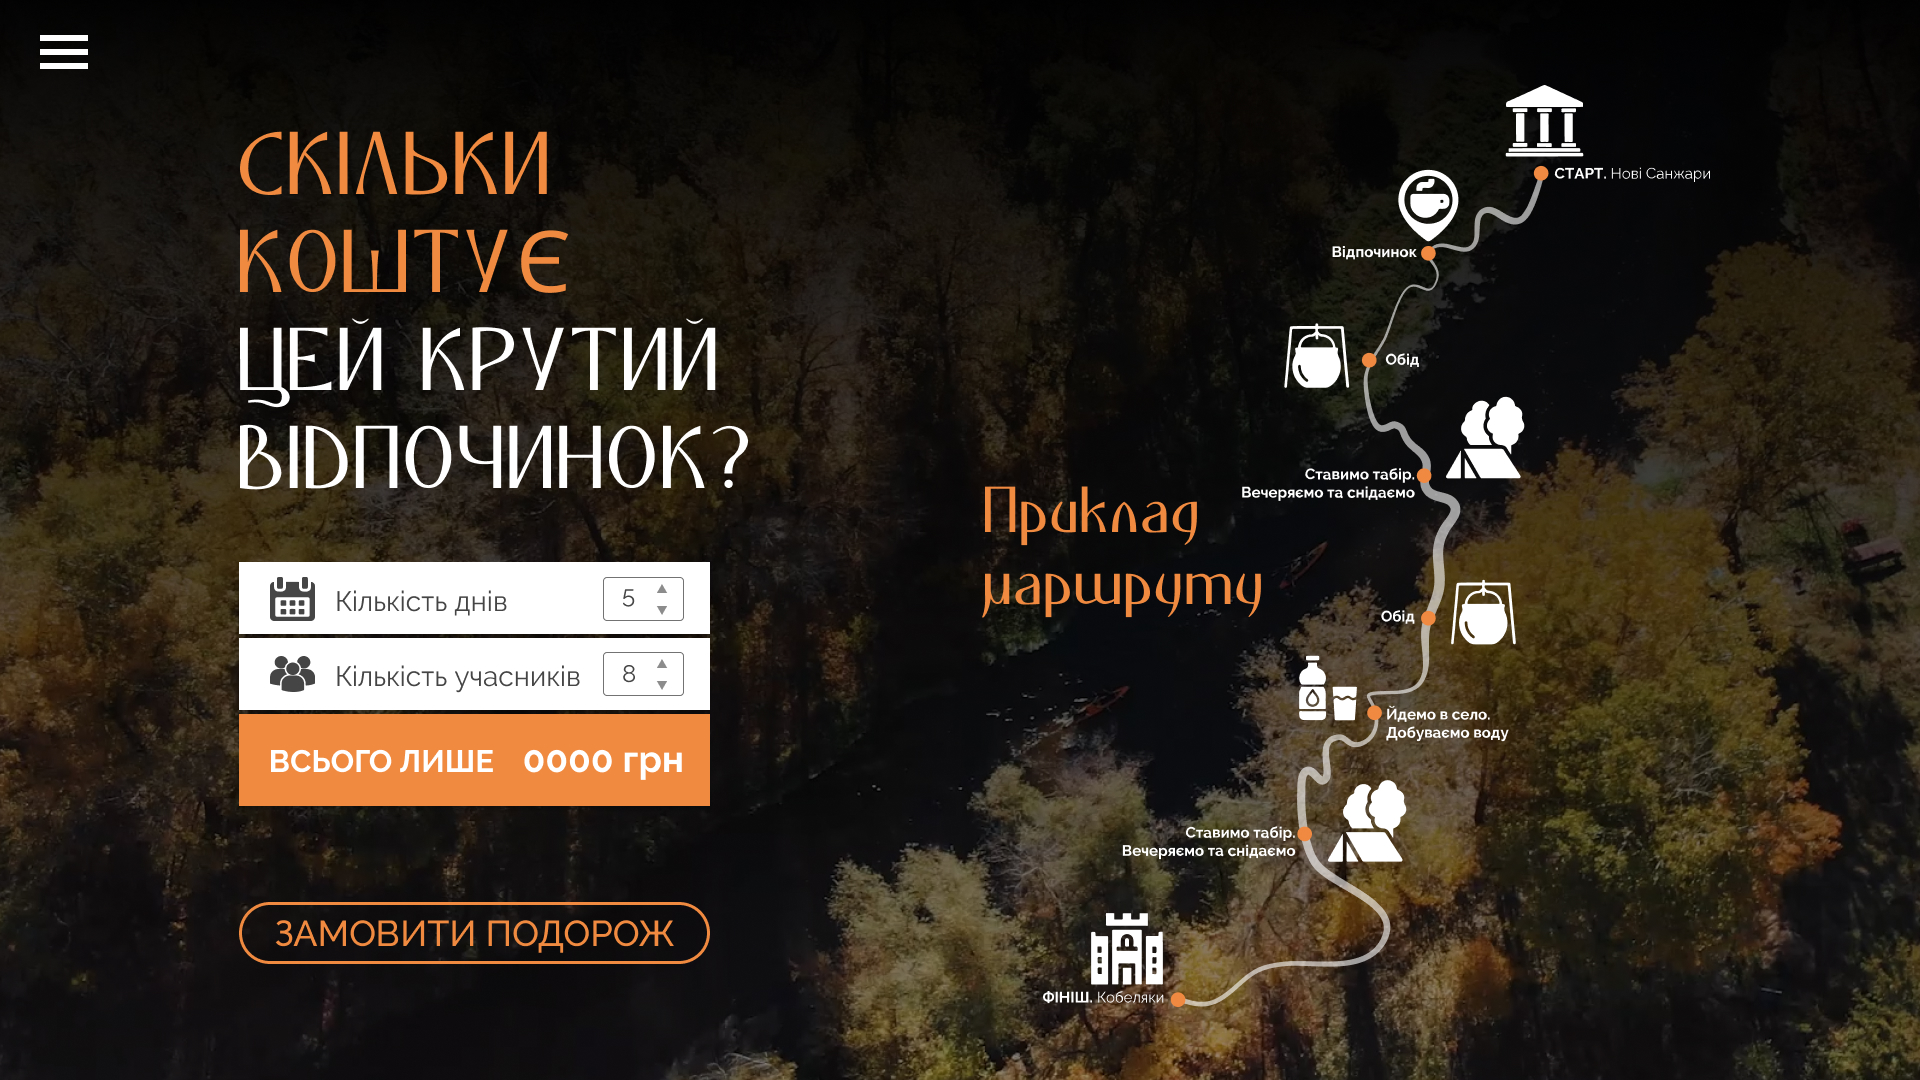 СКІЛЬКИ
КОШТУЄ
ЦЕЙ КРУТИЙ
ВІДПОЧИНОК?
Кількість днів 5
Кількість учасників 8
ВСЬОГО ЛИШЕ 0000 грн
ЗАМОВИТИ ПОДОРОЖ
Приклад
маршруту
СТАРТ. Нові Санжари
Відпочинок
Обід
Ставимо табір.
Вечеряємо та снідаємо
Обід
Йдемо в село.
Добуваємо воду
Ставимо табір.
Вечеряємо та снідаємо
ФІНІШ. Кобеляки